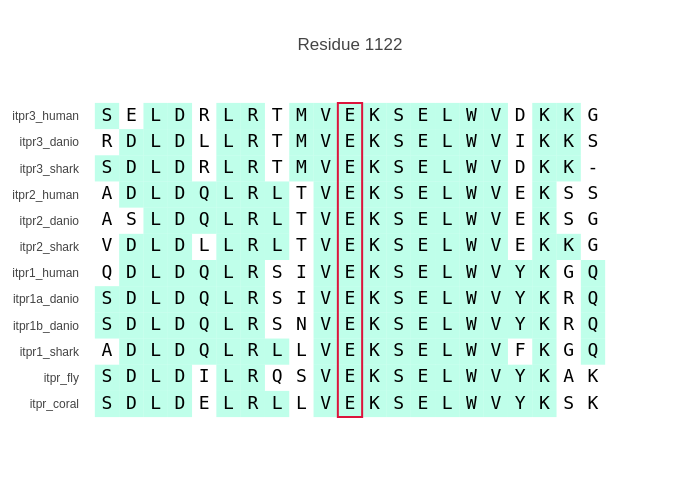 Residue 1122
itpr3_human S E L D R L R T M V E K S E L W V D K K G
itpr3_danio R D L D L L R T M V E K S E L W V I K K S
itpr3_shark S D L D R L R T M V E K S E L W V D K K -
itpr2_human A D L D Q L R L T V E K S E L W V E K S S
itpr2_danio A S L D Q L R L T V E K S E L W V E K S G
itpr2_shark V D L D L L R L T V E K S E L W V E K K G
itpr1_human Q D L D Q L R S I V E K S E L W V Y K G Q
itpr1a_danio S D L D Q L R S I V E K S E L W V Y K R Q
itpr1b_danio S D L D Q L R S N V E K S E L W V Y K R Q
itpr1_shark A D L D Q L R L L V E K S E L W V F K G Q
itpr_fly S D L D I L R Q S V E K S E L W V Y K A K
itpr_coral S D L D E L R L L V E K S E L W V Y K S K